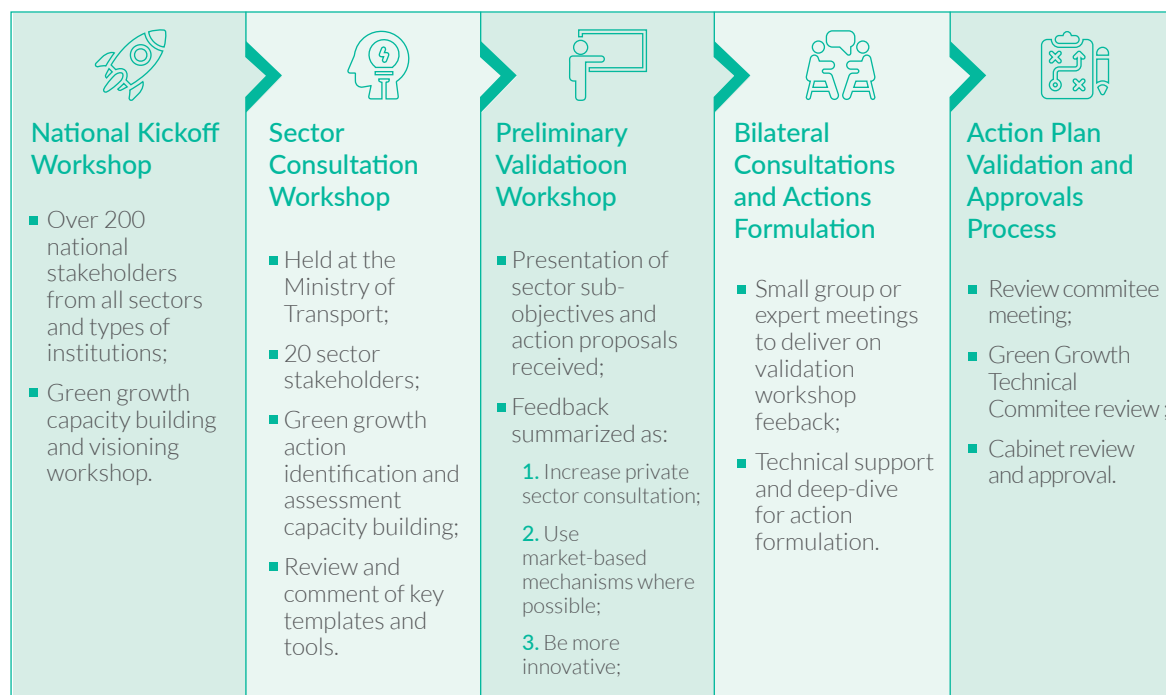 National Kickoff
Workshop
Over 200
national
stakeholders
from all sectors
and types of
institutions;
Green growth
capacity building
and visioning
workshop.
Sector
Consultation
Workshop
Held at the
Ministry of
Transport;
20 sector
stakeholders;
Green growth
action
identification and
assessment
capacity building;
Review and
comment of key
templates and
tools.
Preliminary
Validatioon
Workshop
Presentation of
sector sub-
objectives and
action proposals
received;
Feedback
summarized as:
1. Increase private
sector consultation;
2. Use
market-based
mechanisms where
possible;
3. Be more
innovative;
Bilateral
Consultations
and Actions
Formulation
Small group or
expert meetings
to deliver on
validation
workshop
feeback;
Technical support
and deep-dive
for action
formulation.
Action Plan
Validation and
Approvals
Process
Review commitee
meeting;
Green Growth
Technical
Commitee review ;
Cabinet review
and approval.